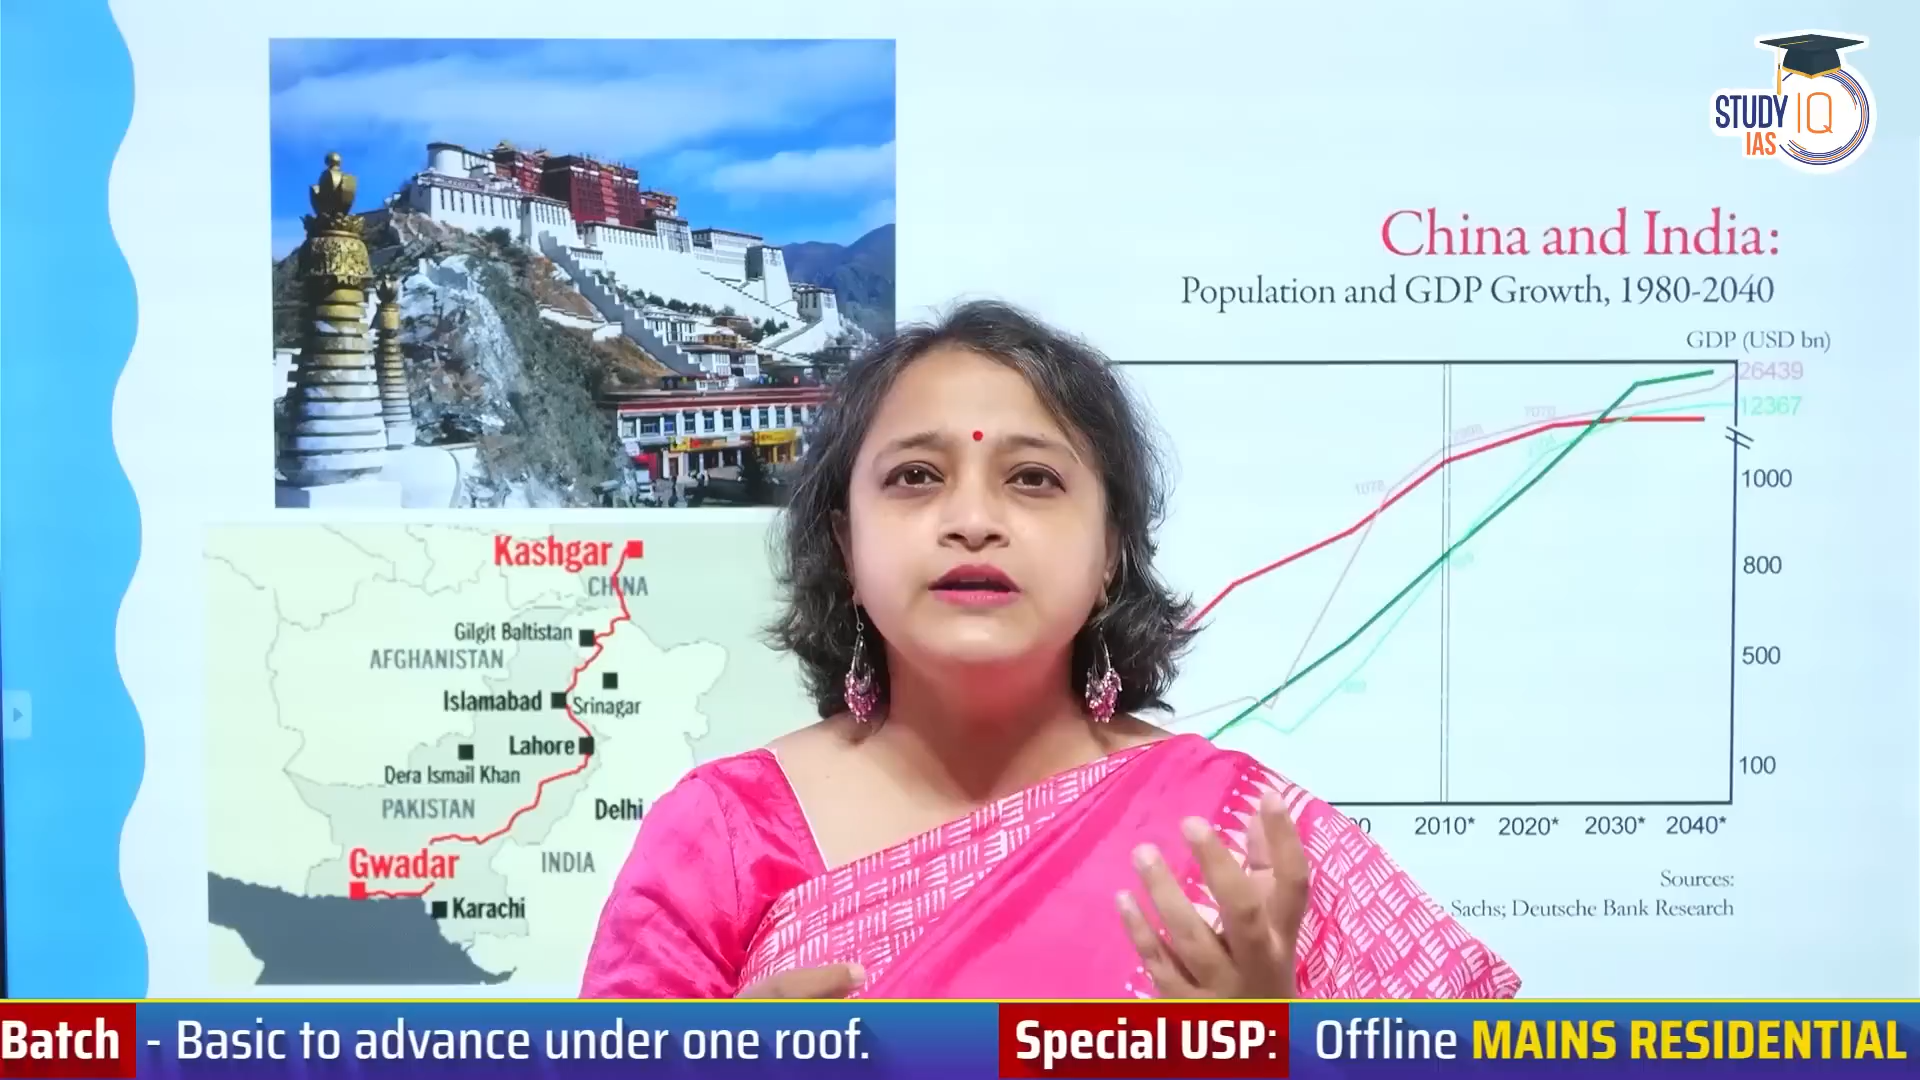 STUDY IQ
IAS
China and India:
Population and GDP Growth, 1980-2040
GDP (USD bn)
26439
12367
1000
800
500
100
2010* 2020* 2030* 2040*
Sources:
Sachs; Deutsche Bank Research
Kashgar
CHINA
Gilgit Baltistan
AFGHANISTAN
Islamabad
Srinagar
Lahore
Dera Ismail Khan
PAKISTAN
Delhi
Gwadar
INDIA
Karachi
Batch - Basic to advance under one roof. Special USP: Offline MAINS RESIDENTIAL